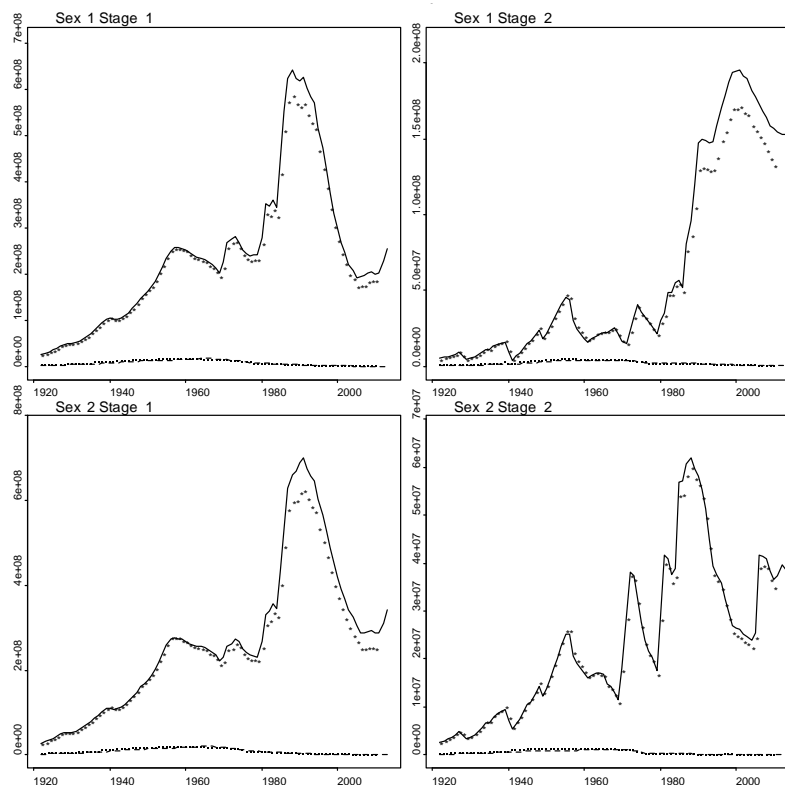 Sex 1 Stage 1
7e+08
6e+08
5e+08
4e+08
3e+08
2e+08
1e+08
0e+00
1920 1940 1960 1980 2000
Sex 1 Stage 2
2.0e+08
1.5e+08
1.0e+08
5.0e+07
0.0e+00
1920 1940 1960 1980 2000
Sex 2 Stage 1
8e+08
6e+08
4e+08
2e+08
0e+00
1920 1940 1960 1980 2000
Sex 2 Stage 2
7e+07
6e+07
5e+07
4e+07
3e+07
2e+07
1e+07
0e+00
1920 1940 1960 1980 2000